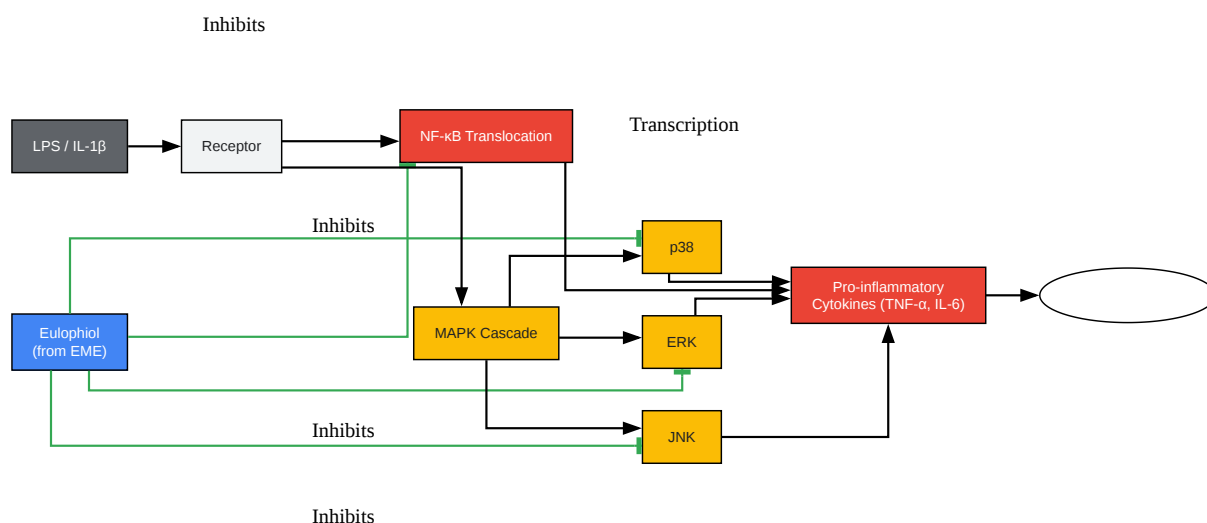 Inhibits
LPS / IL-1β
Receptor
NF-κB Translocation
Transcription
Inhibits
p38
Pro-inflammatory
Cytokines (TNF-α, IL-6)
Eulophiol
(from EME)
MAPK Cascade
ERK
Inhibits
JNK
Inhibits